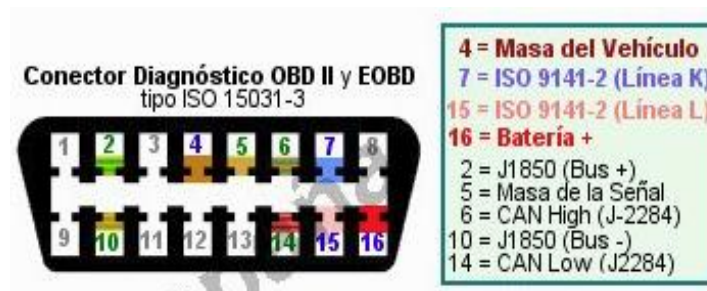 Conector Diagnóstico OBD II y EOBD
tipo ISO 15031-3
1 2 3 4 5 6 7 8
9 10 11 12 13 14 15 16
4 = Masa del Vehículo
7 = ISO 9141-2 (Línea K)
15 = ISO 9141-2 (Línea L)
16 = Batería +
2 = J1850 (Bus +)
5 = Masa de la Señal
6 = CAN High (J-2284)
10 = J1850 (Bus -)
14 = CAN Low (J2284)